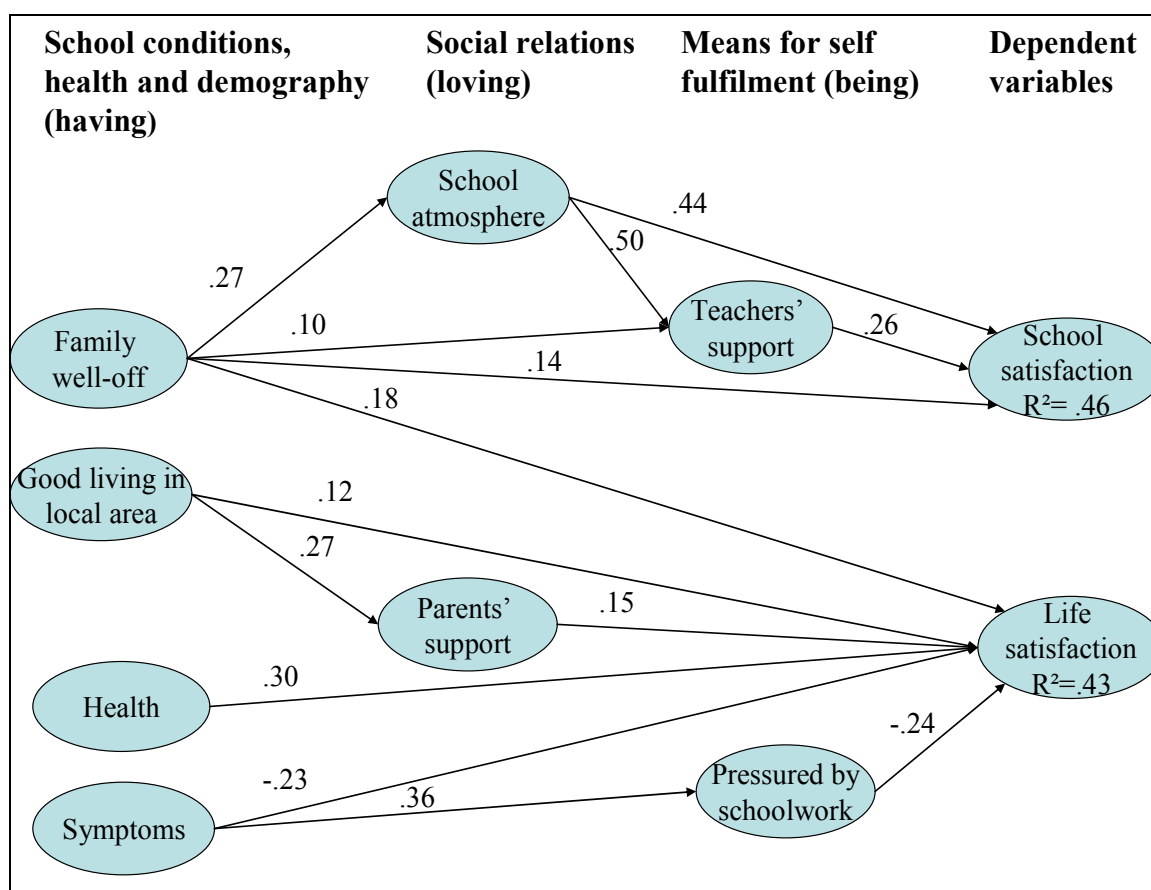 School conditions,
health and demography
(having)
Social relations
(loving)
Means for self
fulfilment (being)
Dependent
variables
School
atmosphere
.44
.50
.27
Teachers’
support
.10
.26
Family
well-off
School
satisfaction
R²= .46
.14
.18
Good living in
local area
.12
.27
Parents’
support
.15
Life
satisfaction
R²=.43
Health
.30
-.24
-.23
.36
Pressured by
schoolwork
Symptoms